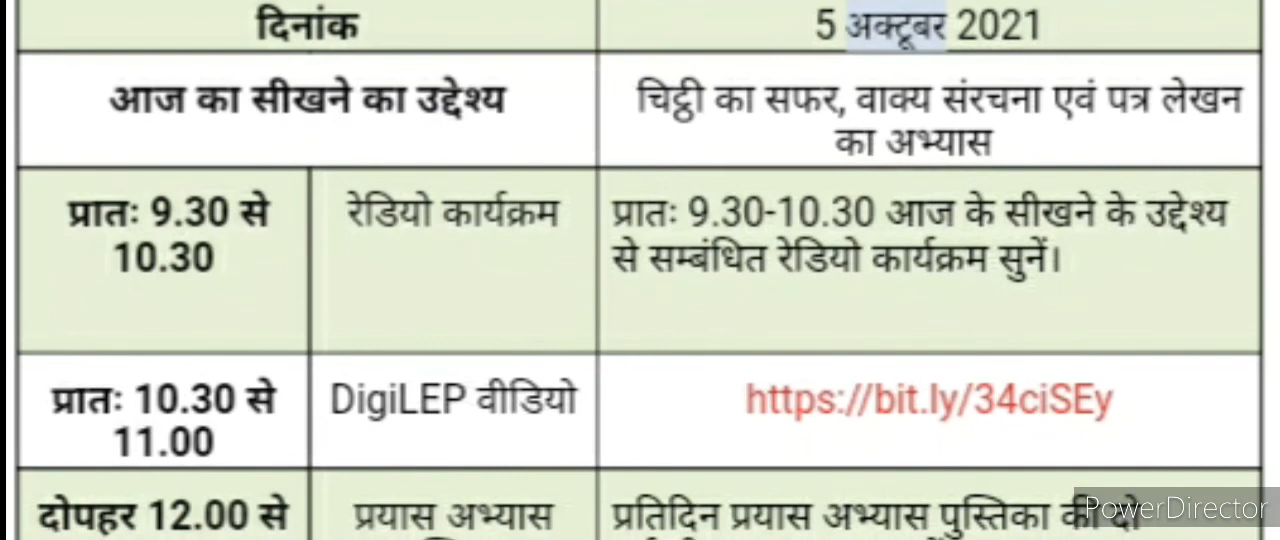 दिनांक
5 अक्टूबर 2021
आज का सीखने का उद्देश्य
चिट्ठी का सफर, वाक्य संरचना एवं पत्र लेखन
का अभ्यास
प्रातः 9.30 से
10.30
रेडियो कार्यक्रम
प्रातः 9.30-10.30 आज के सीखने के उद्देश्य
से सम्बंधित रेडियो कार्यक्रम सुनें।
प्रातः 10.30 से
11.00
DigiLEP वीडियो
https://bit.ly/34ciSEy
दोपहर 12.00 से
प्रयास अभ्यास
प्रतिदिन प्रयास अभ्यास पुस्तिका की दो
PowerDirector